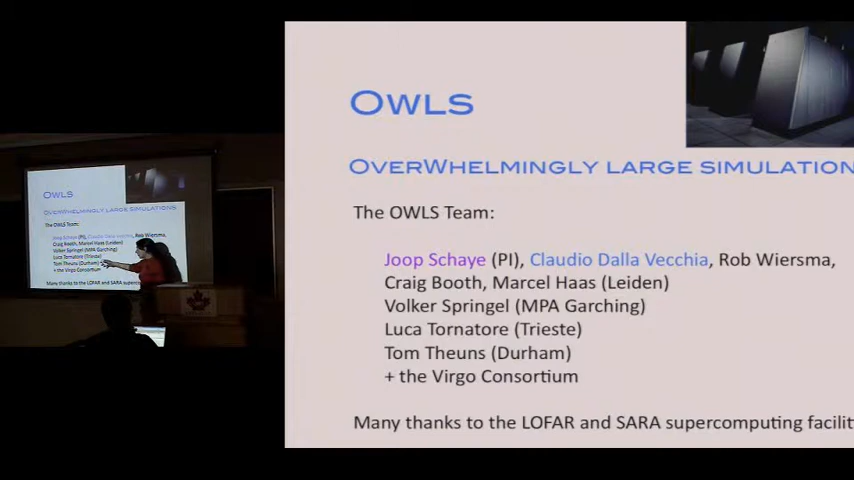 OWLS
OVERWHELMINGLY LARGE SIMULATION
The OWLS Team:
Joop Schaye (PI), Claudio Dalla Vecchia, Rob Wiersma,
Craig Booth, Marcel Haas (Leiden)
Volker Springel (MPA Garching)
Luca Tornatore (Trieste)
Tom Theuns (Durham)
+ the Virgo Consortium
Many thanks to the LOFAR and SARA supercomputing facilit